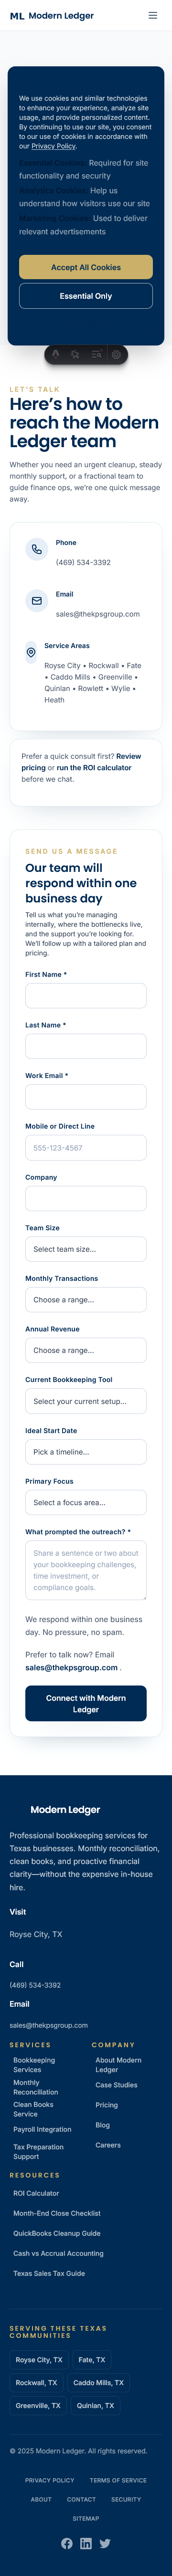 ML Modern Ledger
We use cookies and similar technologies
to enhance your experience, analyze site
usage, and provide personalized content.
By continuing to use our site, you consent
to our use of cookies in accordance with
our Privacy Policy.
Essential Cookies: Required for site
functionality and security
Analytics Cookies: Help us
understand how visitors use our site
Marketing Cookies: Used to deliver
relevant advertisements
Accept All Cookies
Essential Only
LET'S TALK
Here's how to
reach the Modern
Ledger team
Whether you need an urgent cleanup, steady
monthly support, or a fractional team to
guide finance ops, we're one quick message
away.
Phone
(469) 534-3392
Email
sales@thekpsgroup.com
Service Areas
Royse City • Rockwall • Fate
• Caddo Mills • Greenville •
Quinlan • Rowlett • Wylie •
Heath
Prefer a quick consult first? Review
pricing or run the ROI calculator
before we chat.
SEND US A MESSAGE
Our team will
respond within one
business day
Tell us what you're managing
internally, where the bottlenecks live,
and the support you're looking for.
We'll follow up with a tailored plan and
pricing.
First Name *
Last Name *
Work Email *
Mobile or Direct Line
555-123-4567
Company
Team Size
Select team size...
Monthly Transactions
Choose a range...
Annual Revenue
Choose a range...
Current Bookkeeping Tool
Select your current setup...
Ideal Start Date
Pick a timeline...
Primary Focus
Select a focus area...
What prompted the outreach? *
Share a sentence or two about
your bookkeeping challenges,
time investment, or
compliance goals.
We respond within one business
day. No pressure, no spam.
Prefer to talk now? Email
sales@thekpsgroup.com .
Connect with Modern
Ledger
Modern Ledger
Professional bookkeeping services for
Texas businesses. Monthly reconciliation,
clean books, and proactive financial
clarity—without the expensive in-house
hire.
Visit
Royse City, TX
Call
(469) 534-3392
Email
sales@thekpsgroup.com
SERVICES
Bookkeeping
Services
Monthly
Reconciliation
Clean Books
Service
Payroll Integration
Tax Preparation
Support
COMPANY
About Modern
Ledger
Case Studies
Pricing
Blog
Careers
RESOURCES
ROI Calculator
Month-End Close Checklist
QuickBooks Cleanup Guide
Cash vs Accrual Accounting
Texas Sales Tax Guide
SERVING THESE TEXAS
COMMUNITIES
Royse City, TX Fate, TX
Rockwall, TX Caddo Mills, TX
Greenville, TX Quinlan, TX
© 2025 Modern Ledger. All rights reserved.
PRIVACY POLICY TERMS OF SERVICE
ABOUT CONTACT SECURITY
SITEMAP